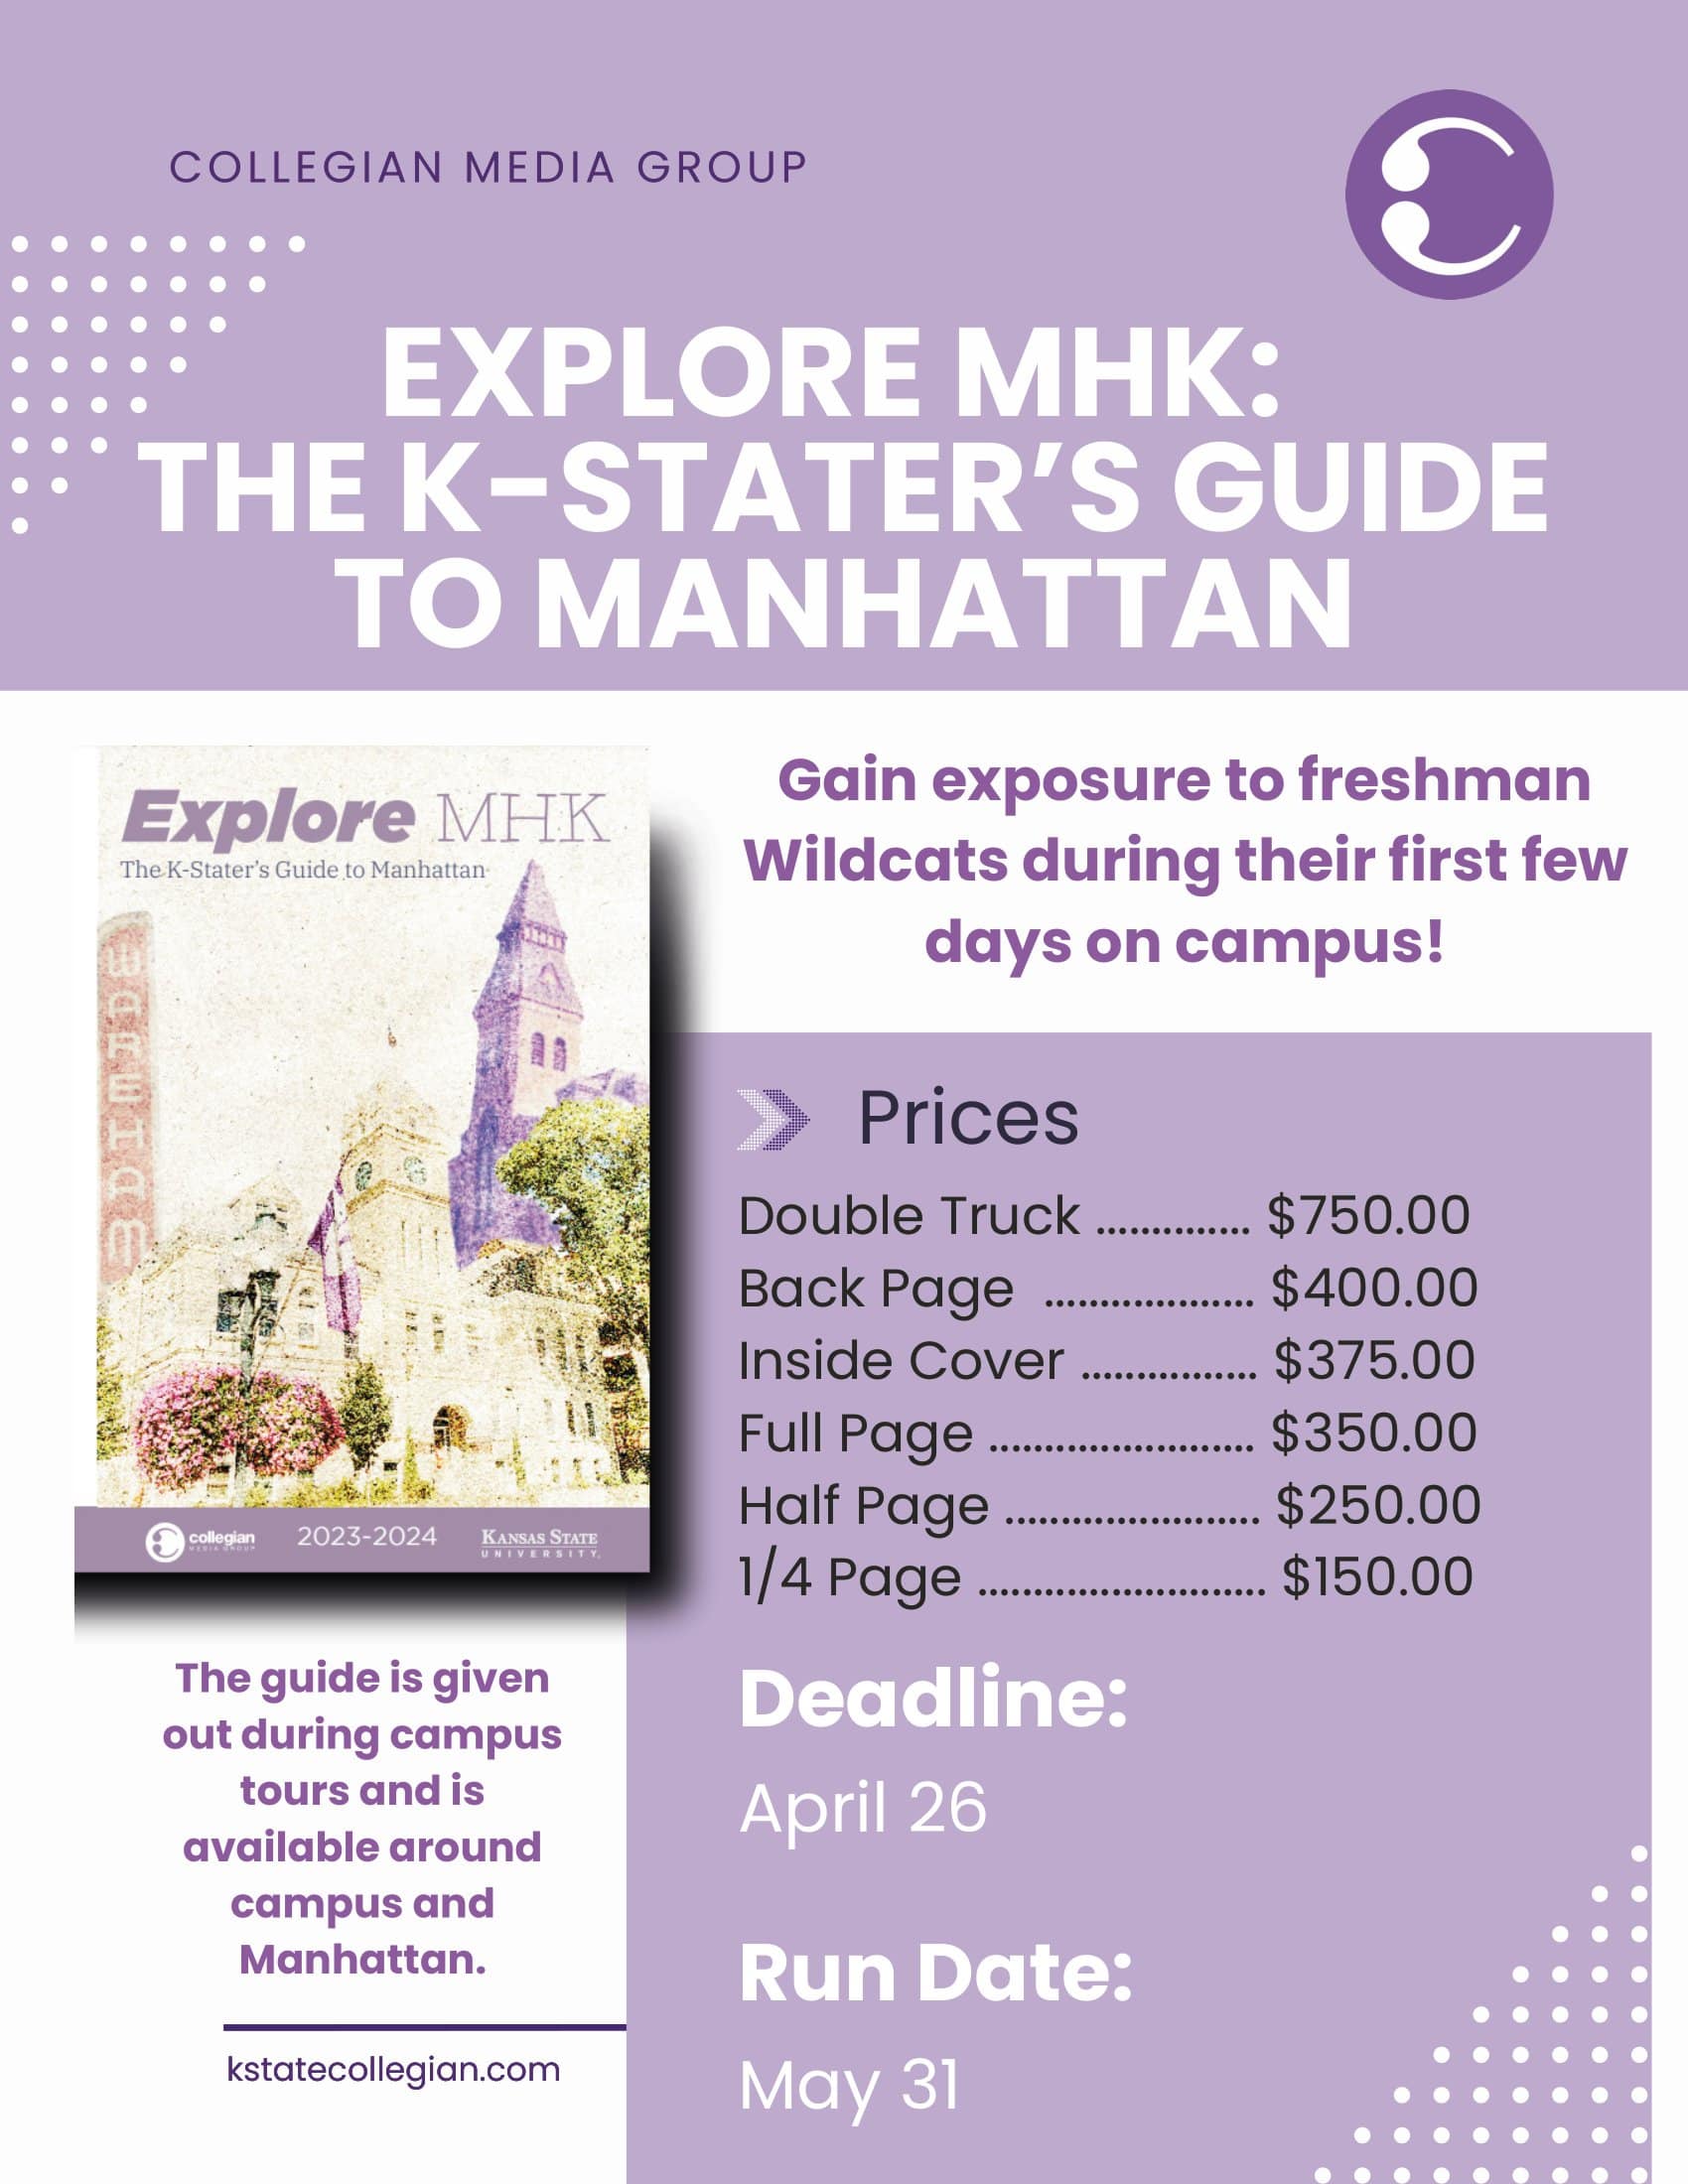 COLLEGIAN MEDIA GROUP
EXPLORE MHK:
THE K-STATER’S GUIDE
TO MANHATTAN
Explore MHK
The K-Stater's Guide to Manhattan
WAREHAM
collegian
MEDIA GROUP
2023-2024
KANSAS STATE
UNIVERSITY
Gain exposure to freshman
Wildcats during their first few
days on campus!
Prices
Double Truck .............. $750.00
Back Page ................... $400.00
Inside Cover ................ $375.00
Full Page ........................ $350.00
Half Page ....................... $250.00
1/4 Page .......................... $150.00
Deadline:
April 26
Run Date:
May 31
The guide is given
out during campus
tours and is
available around
campus and
Manhattan.
kstatecollegian.com